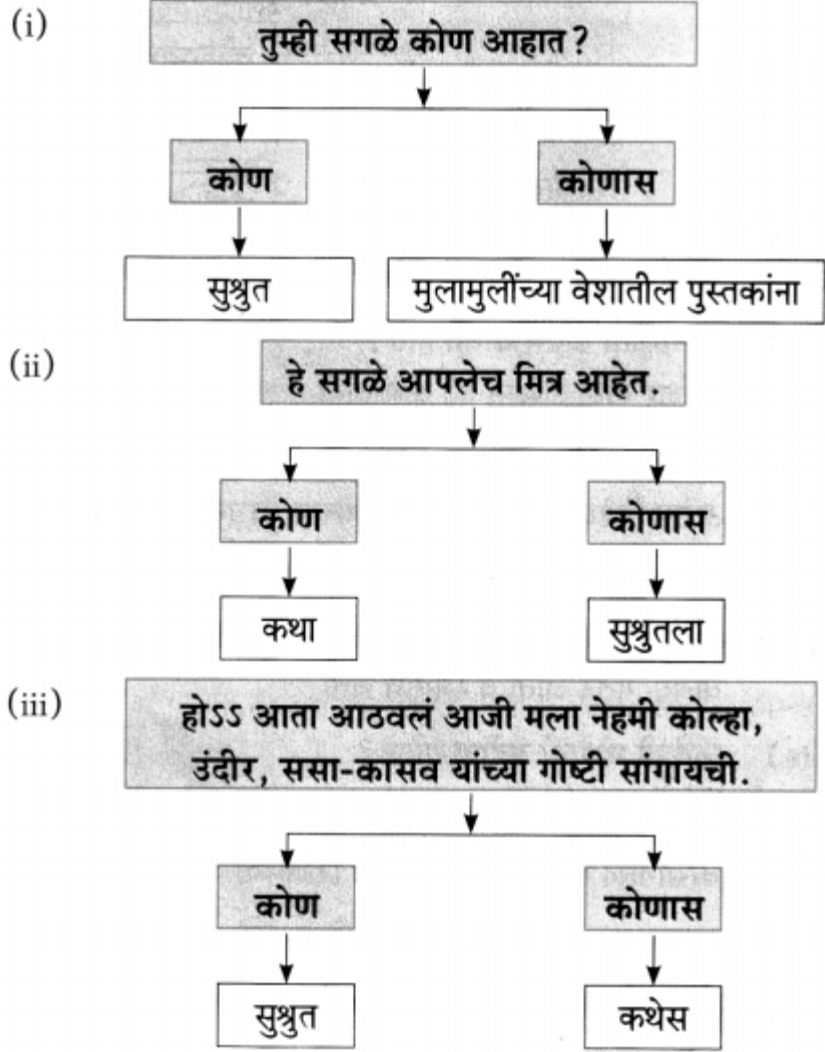 (i)
तुम्ही सगळे कोण आहात?
कोण कोणास
सुश्रुत मुलामुलींच्या वेशातील पुस्तकांना
(ii)
हे सगळे आपलेच मित्र आहेत.
कोण कोणास
कथा सुश्रुतला
(iii)
होऽऽ आता आठवलं आजी मला नेहमी कोल्हा,
उंदीर, ससा-कासव यांच्या गोष्टी सांगायची.
कोण कोणास
सुश्रुत कथेस